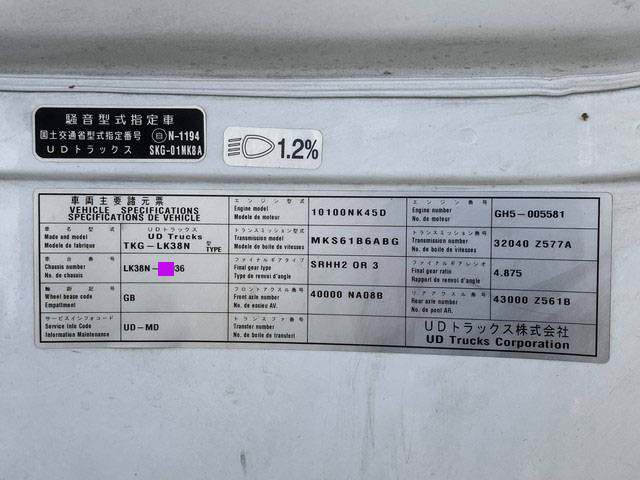 騒音型式指定車
国土交通省型式指定番号 自 N-1194
UDトラックス SKG-01MK8A
1.2%
車両主要諸元票
VEHICLE SPECIFICATIONS
SPECIFICATIONS DE VEHICLE
エンジン型式
Engine model
Modele de moteur
10100NK45D
エンジン番号
Engine number
No. de moteur
GH5-005581
車名型式
Made and model
Modele de fabrique
UDトラックス
UD Trucks
TKG-LK38N 型 TYPE
トランスミッション型式
Transmission model
Modele de boite de vitesses
MKS61B6ABG
トランスミッション番号
Transmission number
No. de boite de vitesses
32040 Z577A
車台番号
Chassis number
No. de chassis
LK38N- 36
ファイナルギアタイプ
Final gear type
Type de renvoi d'angle
SRHH2 OR 3
ファイナルギアレシオ
Final gear ratio
Rapport de renvoi d'angle
4.875
軸距記号
Wheel bease code
Empattment
GB
フロントアクスル番号
Front axle number
No. de essieu AV.
40000 NA08B
リアアクスル番号
Rear axle number
No. de pont AR.
43000 Z561B
サービスインフォコード
Service Info Code
Information Maintenance
UD-MD
トランスファ番号
Transfer number
No. de boite de transferl
UDトラックス株式会社
UD Trucks Corporation